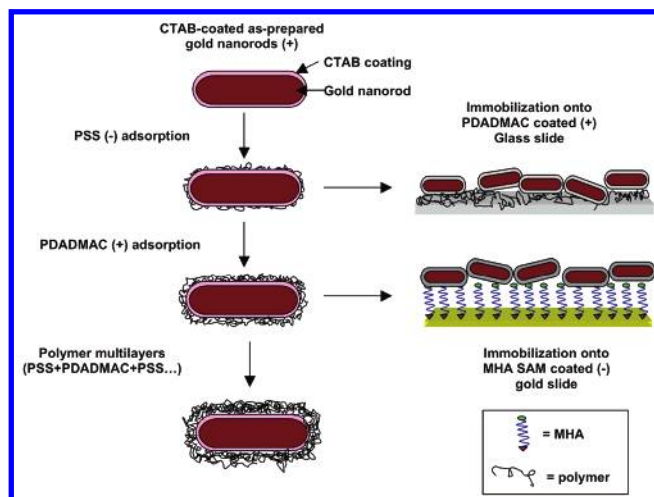 CTAB-coated as-prepared
gold nanorods (+)
CTAB coating
Gold nanorod
PSS (-) adsorption
Immobilization onto
PDADMAC coated (+)
Glass slide
PDADMAC (+) adsorption
Polymer multilayers
(PSS+PDADMAC+PSS...)
Immobilization onto
MHA SAM coated (-)
gold slide
= MHA
= polymer